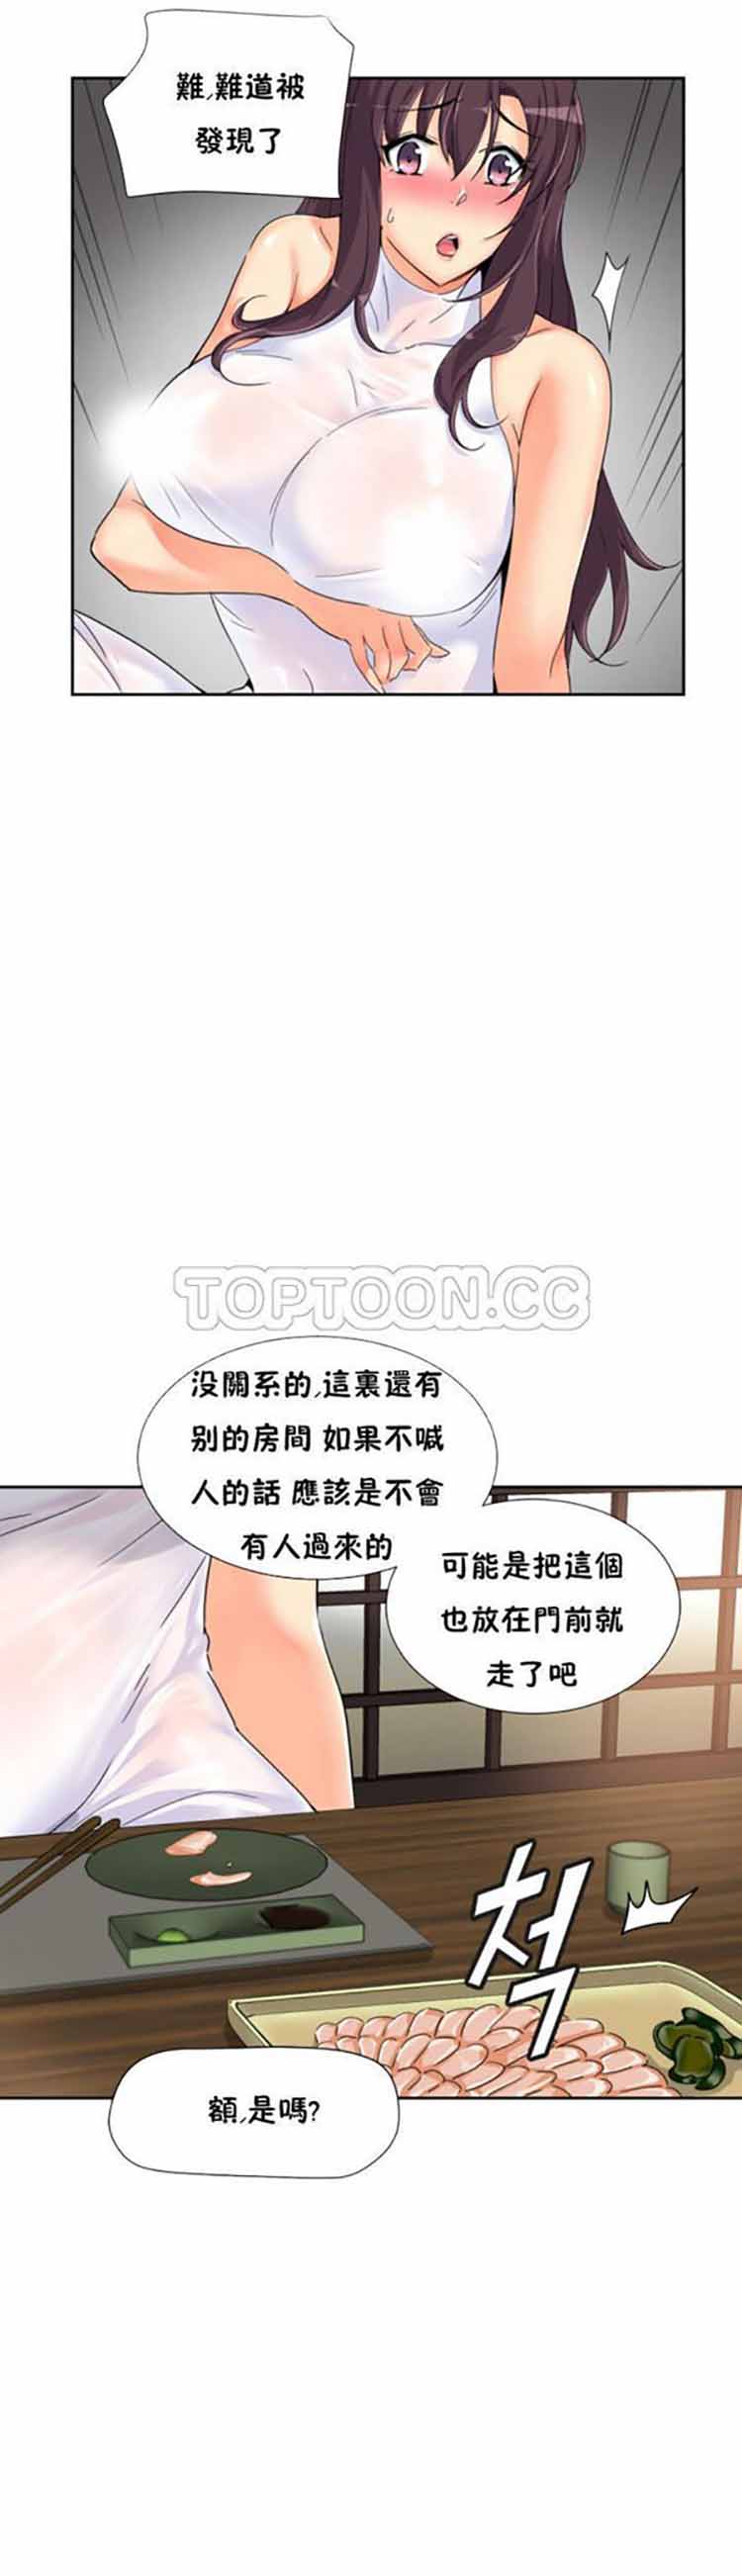 難,難道被
發現了
TOPTOON.CC
没關系的,這裏還有
别的房間 如果不喊
人的話 應該是不會
有人過來的
可能是把這個
也放在門前就
走了吧
척
額,是嗎?